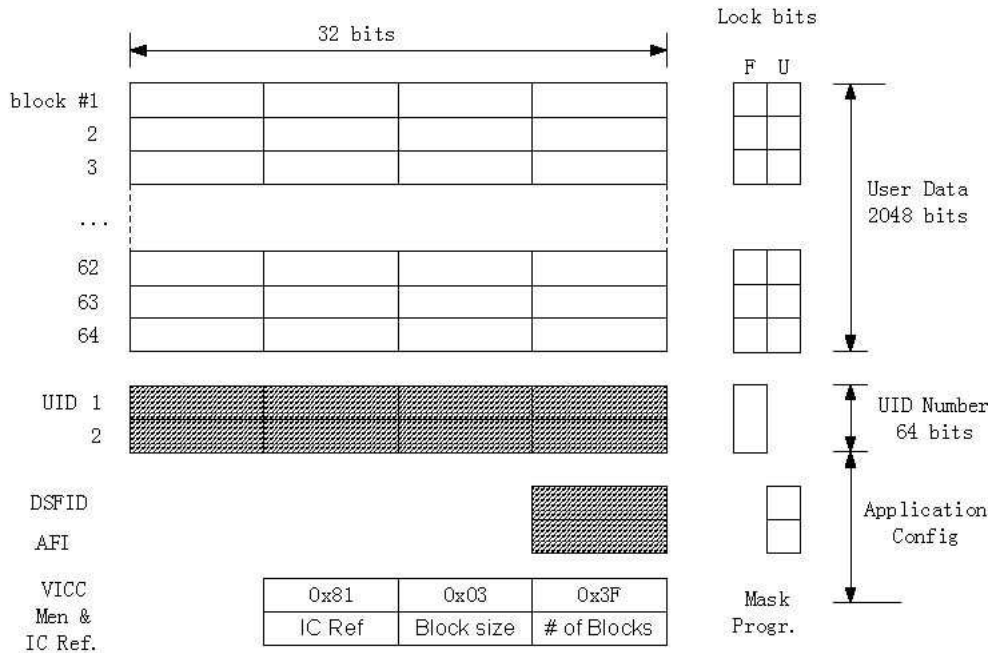 32 bits
Lock bits
F U
block #1
2
3
...
62
63
64
User Data
2048 bits
UID 1
2
UID Number
64 bits
DSFID
AFI
Application
Config
VICC
Men &
IC Ref.
0x81 0x03 0x3F
IC Ref Block size # of Blocks
Mask
Progr.